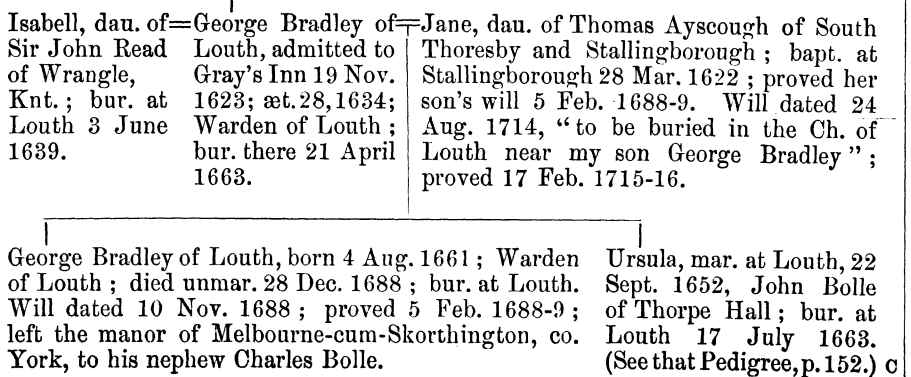 Isabell, dau. of=
Sir John Read
of Wrangle,
Knt. ; bur. at
Louth 3 June
1639.
George Bradley of=
Louth, admitted to
Gray's Inn 19 Nov.
1623; æt. 28, 1634;
Warden of Louth ;
bur. there 21 April
1663.
Jane, dau. of Thomas Ayscough of South
Thoresby and Stallingborough ; bapt. at
Stallingborough 28 Mar. 1622 ; proved her
son's will 5 Feb. 1688-9. Will dated 24
Aug. 1714, "to be buried in the Ch. of
Louth near my son George Bradley" ;
proved 17 Feb. 1715-16.
George Bradley of Louth, born 4 Aug. 1661 ; Warden
of Louth ; died unmar. 28 Dec. 1688 ; bur. at Louth.
Will dated 10 Nov. 1688 ; proved 5 Feb. 1688-9 ;
left the manor of Melbourne-cum-Skorthington, co.
York, to his nephew Charles Bolle.
Ursula, mar. at Louth, 22
Sept. 1652, John Bolle
of Thorpe Hall ; bur. at
Louth 17 July 1663.
(See that Pedigree, p. 152.) C